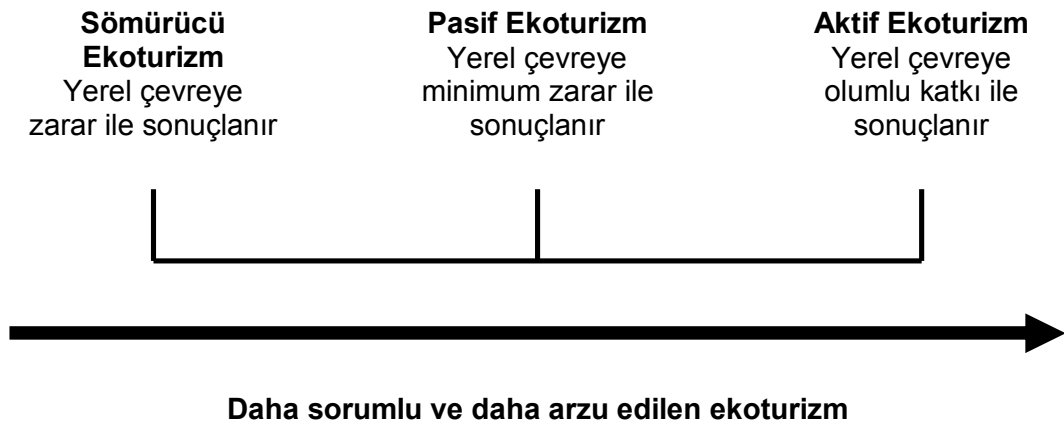 Sömürücü
Ekoturizm
Yerel çevreye
zarar ile sonuçlanır
Pasif Ekoturizm
Yerel çevreye
minimum zarar ile
sonuçlanır
Aktif Ekoturizm
Yerel çevreye
olumlu katkı ile
sonuçlanır
Daha sorumlu ve daha arzu edilen ekoturizm